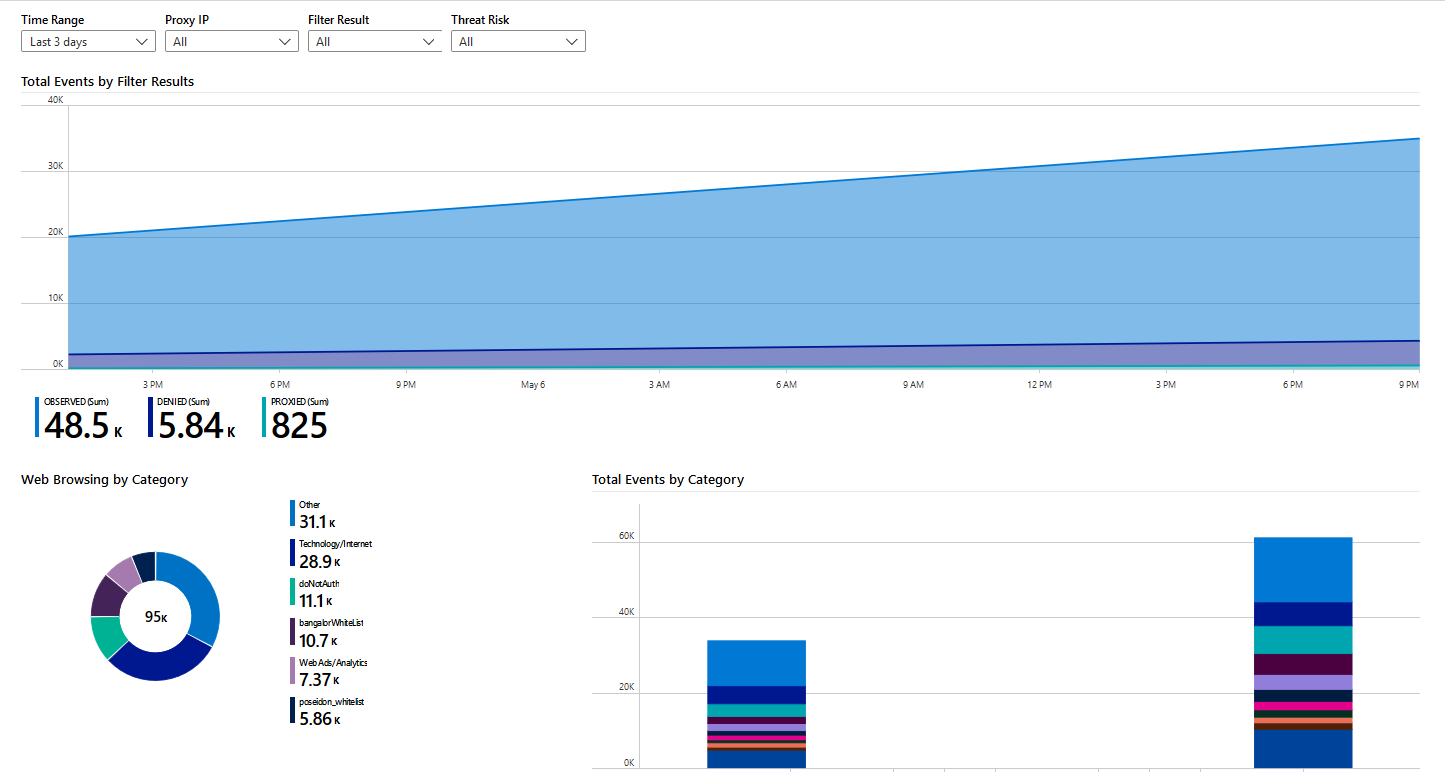 Time Range Proxy IP Filter Result Threat Risk
Last 3 days All All All
Total Events by Filter Results
40K
30K
20K
10K
0K
3 PM 6 PM 9 PM May 6 3 AM 6 AM 9 AM 12 PM 3 PM 6 PM 9 PM
OBSERVED (Sum) DENIED (Sum) PROXIED (Sum)
48.5 K 5.84 K 825
Web Browsing by Category
95K
Other
31.1 K
Technology/Internet
28.9 K
doNotAuth
11.1 K
bangalorWhiteList
10.7 K
Web Ads/Analytics
7.37 K
poseidon_whitelist
5.86 K
Total Events by Category
60K
40K
20K
0K